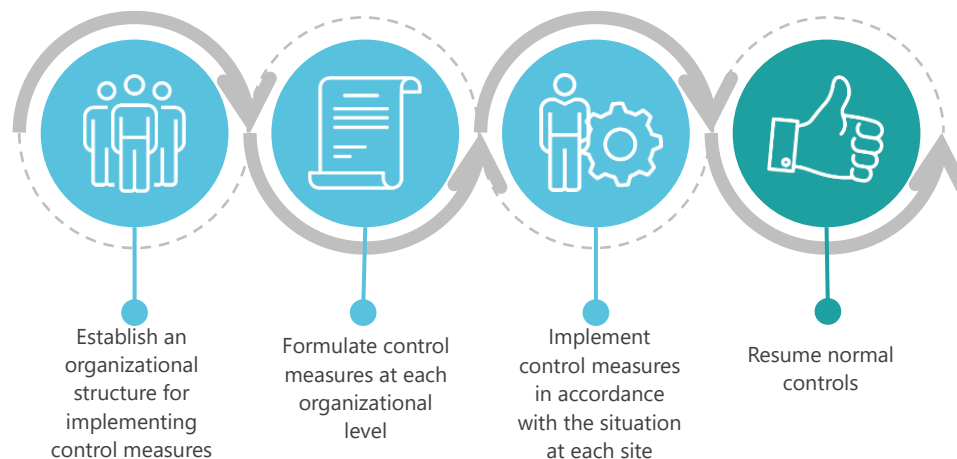 Establish an
organizational
structure for
implementing
control measures
Formulate control
measures at each
organizational
level
Implement
control measures
in accordance
with the situation
at each site
Resume normal
controls